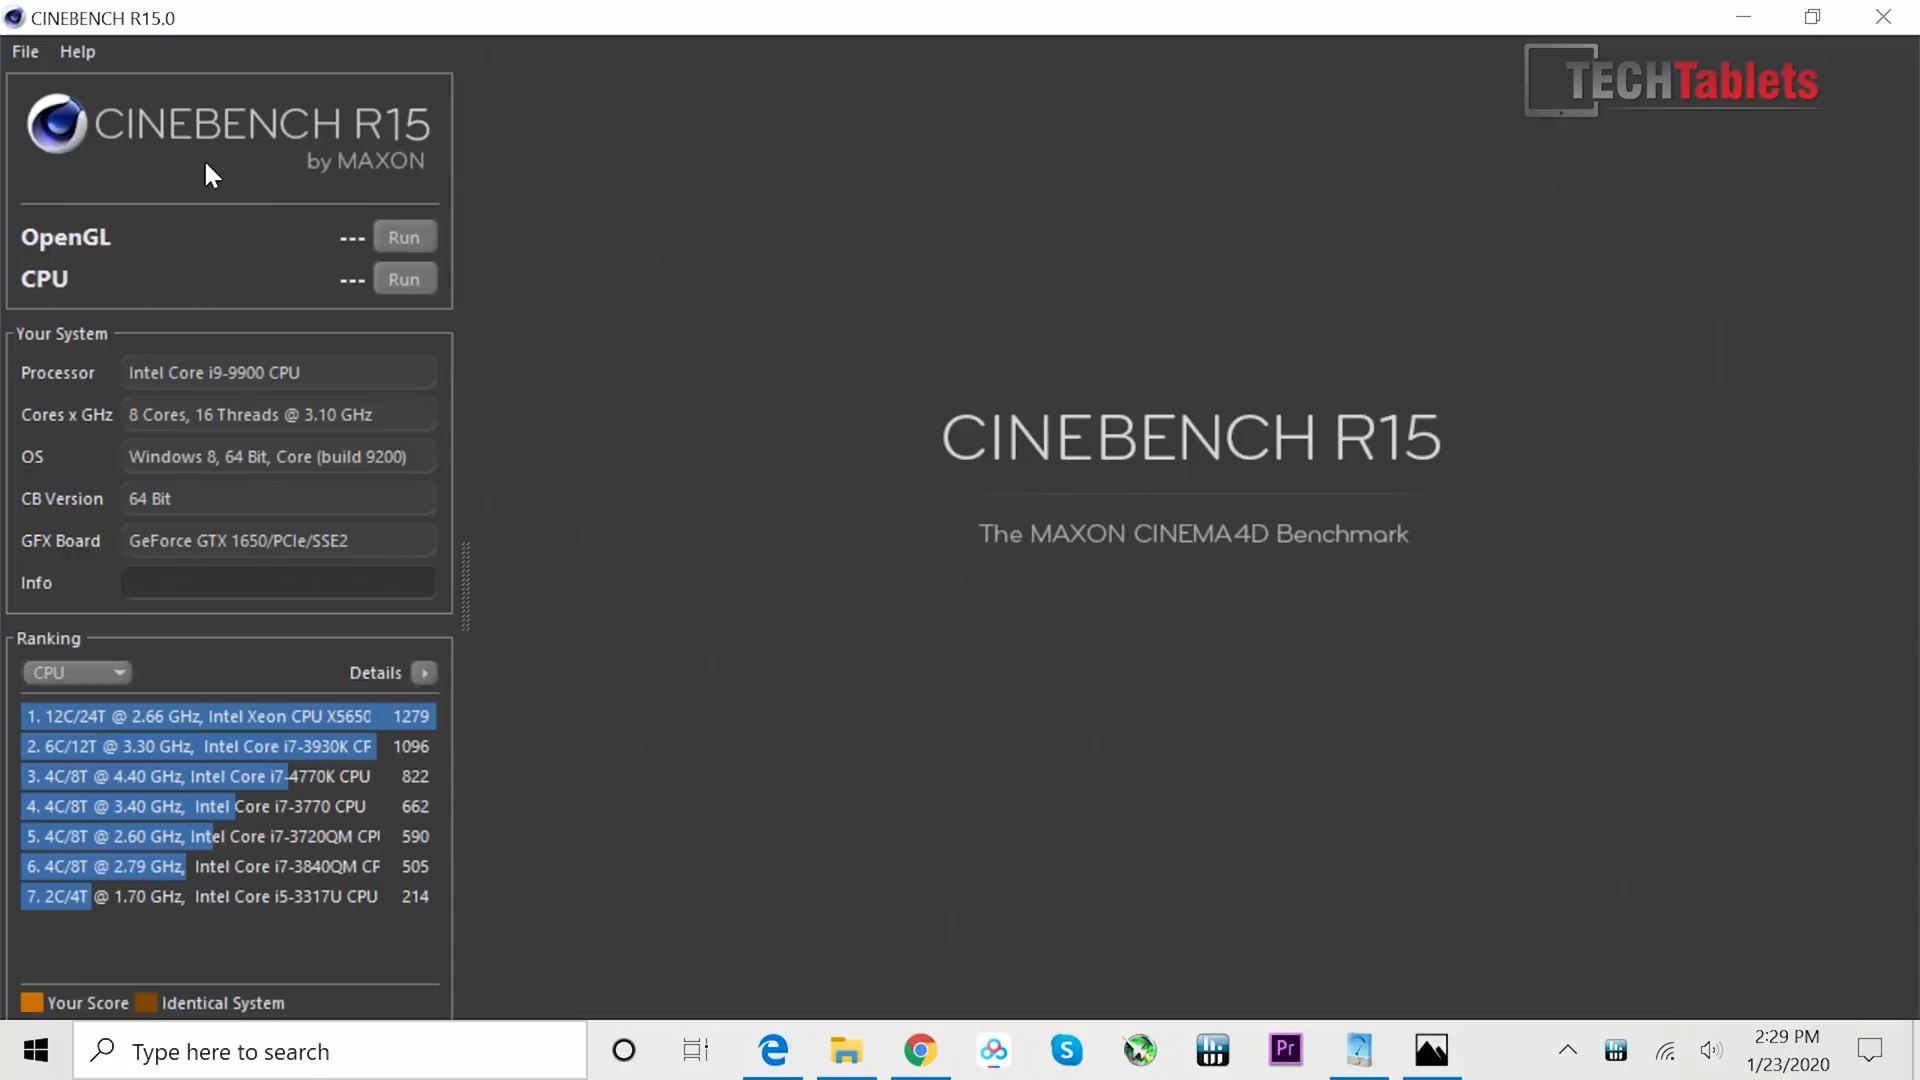 CINEBENCH R15.0
File Help
TECHTablets
CINEBENCH R15
by MAXON
OpenGL --- Run
CPU --- Run
Your System
Processor Intel Core i9-9900 CPU
Cores x GHz 8 Cores, 16 Threads @ 3.10 GHz
OS Windows 8, 64 Bit, Core (build 9200)
CB Version 64 Bit
GFX Board GeForce GTX 1650/PCIe/SSE2
Info
CINEBENCH R15
The MAXON CINEMA4D Benchmark
Ranking
CPU Details
1. 12C/24T @ 2.66 GHz, Intel Xeon CPU X5650 1279
2. 6C/12T @ 3.30 GHz, Intel Core i7-3930K CP 1096
3. 4C/8T @ 4.40 GHz, Intel Core i7-4770K CPU 822
4. 4C/8T @ 3.40 GHz, Intel Core i7-3770 CPU 662
5. 4C/8T @ 2.60 GHz, Intel Core i7-3720QM CPU 590
6. 4C/8T @ 2.79 GHz, Intel Core i7-3840QM CP 505
7. 2C/4T @ 1.70 GHz, Intel Core i5-3317U CPU 214
Your Score Identical System
Type here to search
Pr
2:29 PM
1/23/2020